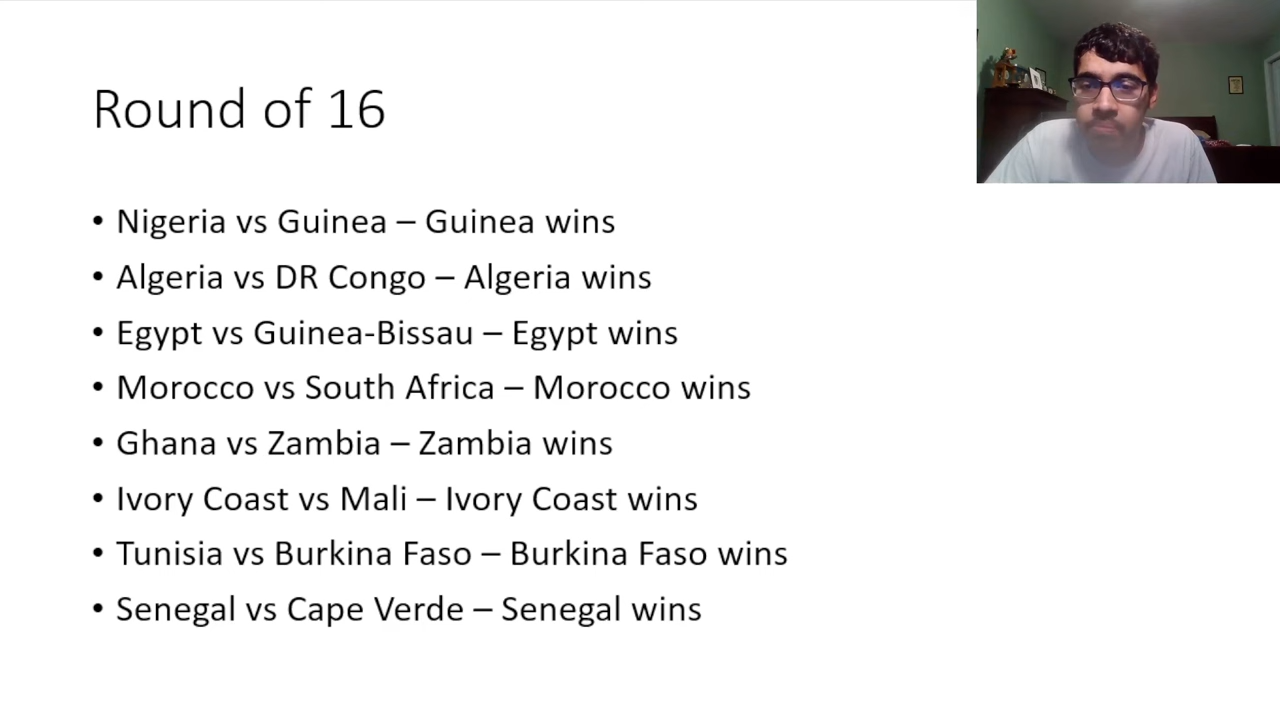 Round of 16
• Nigeria vs Guinea – Guinea wins
• Algeria vs DR Congo – Algeria wins
• Egypt vs Guinea-Bissau – Egypt wins
• Morocco vs South Africa – Morocco wins
• Ghana vs Zambia – Zambia wins
• Ivory Coast vs Mali – Ivory Coast wins
• Tunisia vs Burkina Faso – Burkina Faso wins
• Senegal vs Cape Verde – Senegal wins